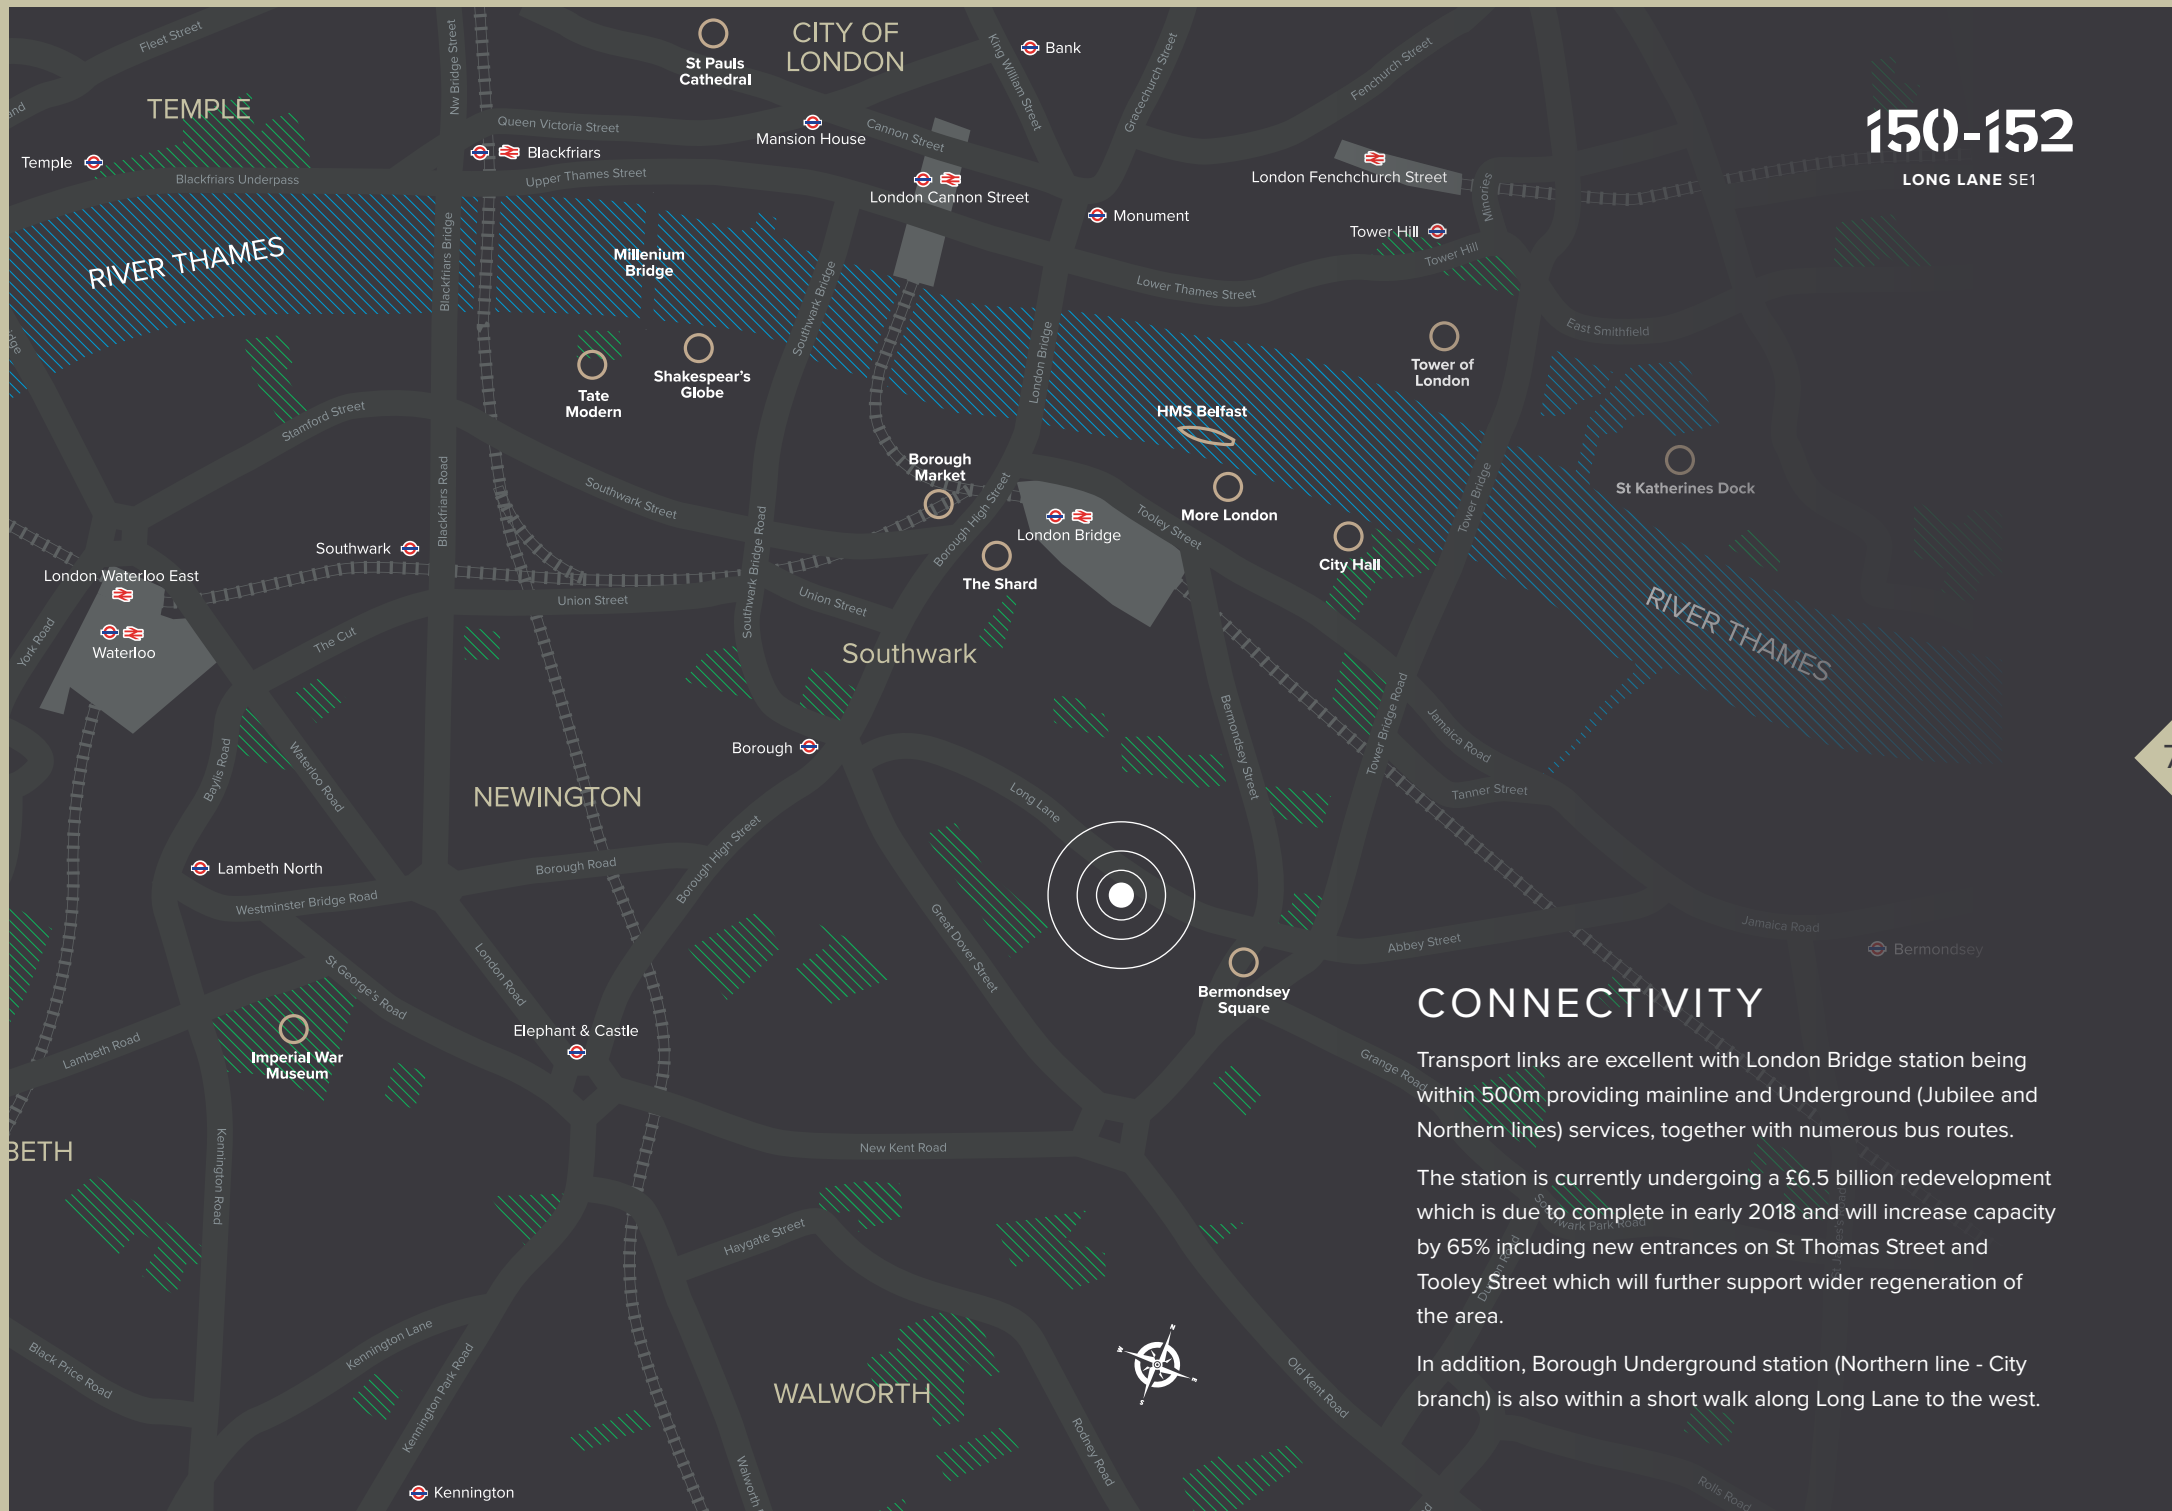 CITY OF
LONDON
St Pauls
Cathedral
Bank
Fleet Street
Nw Bridge Street
King William Street
Gracechurch Street
Fenchurch Street
TEMPLE
Temple
Queen Victoria Street
Mansion House
Cannon Street
Blackfriars
Blackfriars Underpass
Upper Thames Street
London Cannon Street
London Fenchchurch Street
Minories
Monument
Tower Hill
Tower Hill
150-152
LONG LANE SE1
RIVER THAMES
Blackfriars Bridge
Millenium
Bridge
Southwark Bridge
Lower Thames Street
London Bridge
East Smithfield
Tower of
London
Tate
Modern
Shakespear's
Globe
HMS Belfast
Stamford Street
Borough
Market
Southwark Street
Borough High Street
Blackfriars Road
Southwark Bridge Road
London Bridge
Tooley Street
More London
City Hall
Tower Bridge
St Katherines Dock
The Shard
Southwark
London Waterloo East
Waterloo
York Road
The Cut
Union Street
Union Street
Southwark
RIVER THAMES
Bermondsey Street
Tower Bridge Road
Jamaica Road
Tanner Street
Borough
Baylis Road
Waterloo Road
NEWINGTON
Long Lane
7
Lambeth North
Westminster Bridge Road
Borough Road
Borough High Street
Great Dover Street
London Road
St George's Road
Abbey Street
Jamaica Road
Bermondsey
Bermondsey
Square
Imperial War
Museum
Lambeth Road
Elephant & Castle
Grange Road
CONNECTIVITY
Transport links are excellent with London Bridge station being
within 500m providing mainline and Underground (Jubilee and
Northern lines) services, together with numerous bus routes.
The station is currently undergoing a £6.5 billion redevelopment
which is due to complete in early 2018 and will increase capacity
by 65% including new entrances on St Thomas Street and
Tooley Street which will further support wider regeneration of
the area.
In addition, Borough Underground station (Northern line - City
branch) is also within a short walk along Long Lane to the west.
BETH
Kennington Road
New Kent Road
Southwark Park Road
Haygate Street
Black Price Road
Kennington Lane
Kennington Park Road
WALWORTH
N
E
S
W
Old Kent Road
Rodney Road
Walworth
Rolls Road
Kennington